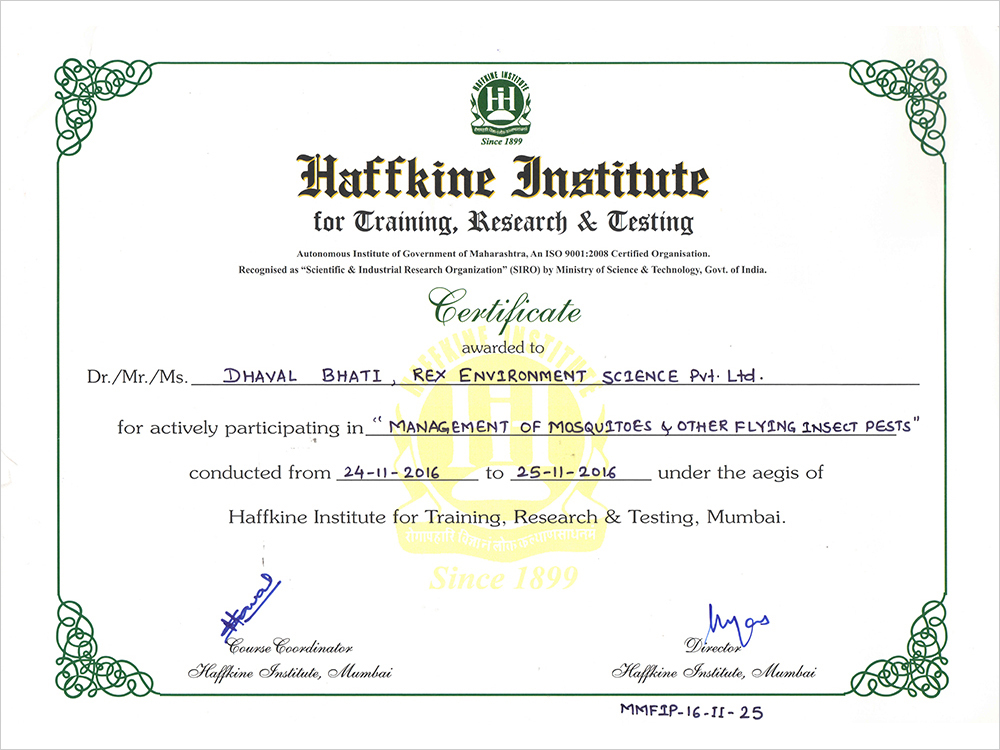 HAFFKINE INSTITUTE
HH
Since 1899
Haffkine Institute
for Training, Research & Testing
Autonomous Institute of Government of Maharashtra, An ISO 9001:2008 Certified Organisation.
Recognised as “Scientific & Industrial Research Organization” (SIRO) by Ministry of Science & Technology, Govt. of India.
Certificate
HAFFKINE INSTITUTE
awarded to
Dr./Mr./Ms. DHAVAL BHATI, REX ENVIRONMENT SCIENCE Pvt. Ltd.
for actively participating in “ MANAGEMENT OF MOSQUITOES & OTHER FLYING INSECT PESTS”
conducted from 24-11-2016 to 25-11-2016 under the aegis of
Haffkine Institute for Training, Research & Testing, Mumbai.
Since 1899
Course Coordinator
Haffkine Institute, Mumbai
Director
Haffkine Institute, Mumbai
MMFIP-16-II-25